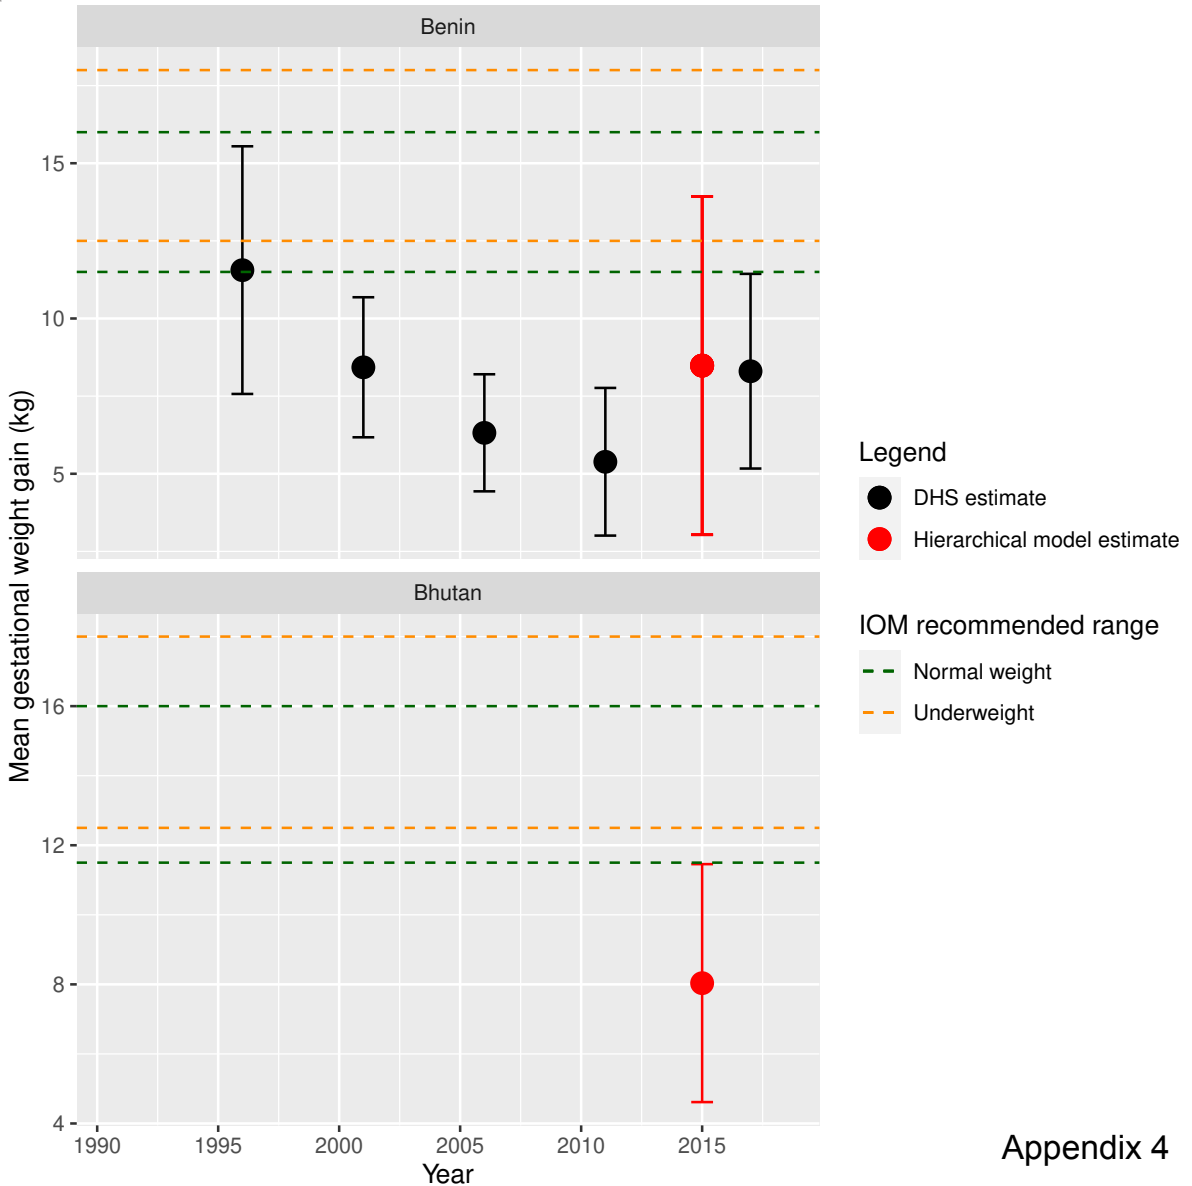 Benin
15
10
5
Mean gestational weight gain (kg)
Bhutan
16
12
8
4
1990 1995 2000 2005 2010 2015
Year
Legend
DHS estimate
Hierarchical model estimate
IOM recommended range
Normal weight
Underweight
Appendix 4